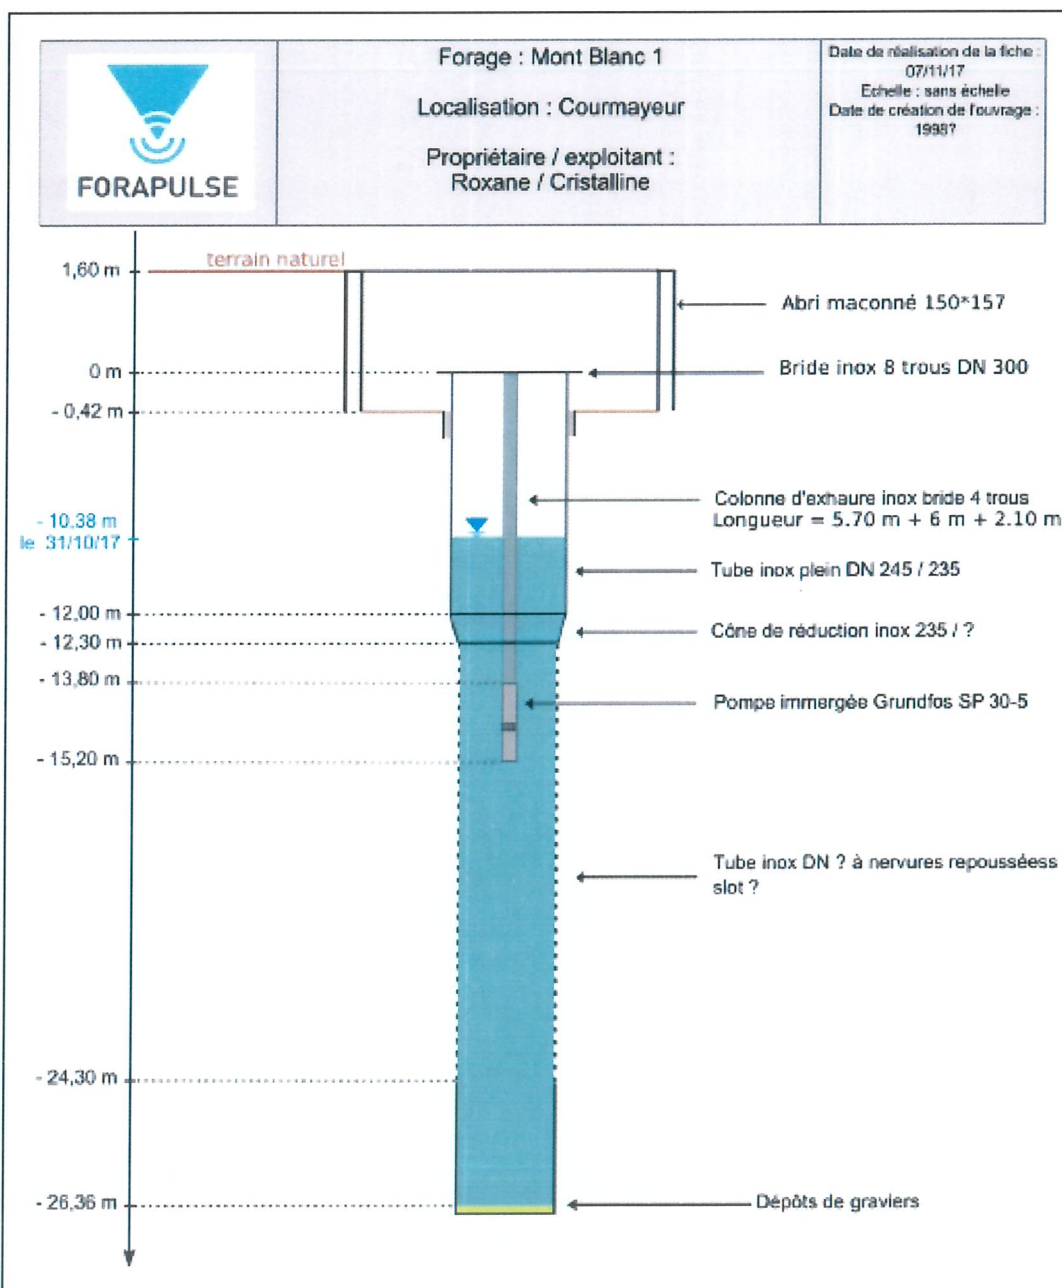 FORAPULSE
Forage : Mont Blanc 1
Localisation : Courmayeur
Propriétaire / exploitant :
Roxane / Cristalline
Date de réalisation de la fiche :
07/11/17
Echelle : sans échelle
Date de création de l'ouvrage :
1998?
terrain naturel
1,60 m
Abri maconné 150*157
0 m
Bride inox 8 trous DN 300
- 0,42 m
Colonne d'exhaure inox bride 4 trous
Longueur = 5.70 m + 6 m + 2.10 m
- 10,38 m
le 31/10/17
Tube inox plein DN 245 / 235
- 12,00 m
Cône de réduction inox 235 / ?
- 12,30 m
- 13,80 m
Pompe immergée Grundfos SP 30-5
- 15,20 m
Tube inox DN ? à nervures repousséess
slot ?
- 24,30 m
- 26,36 m
Dépôts de graviers